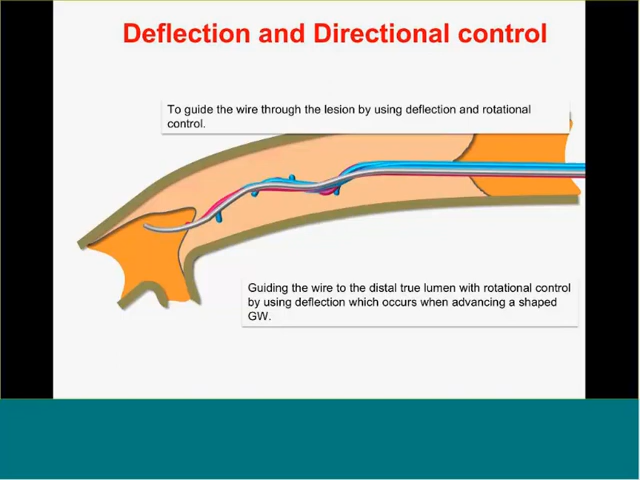 Deflection and Directional control
To guide the wire through the lesion by using deflection and rotational
control.
Guiding the wire to the distal true lumen with rotational control
by using deflection which occurs when advancing a shaped
GW.